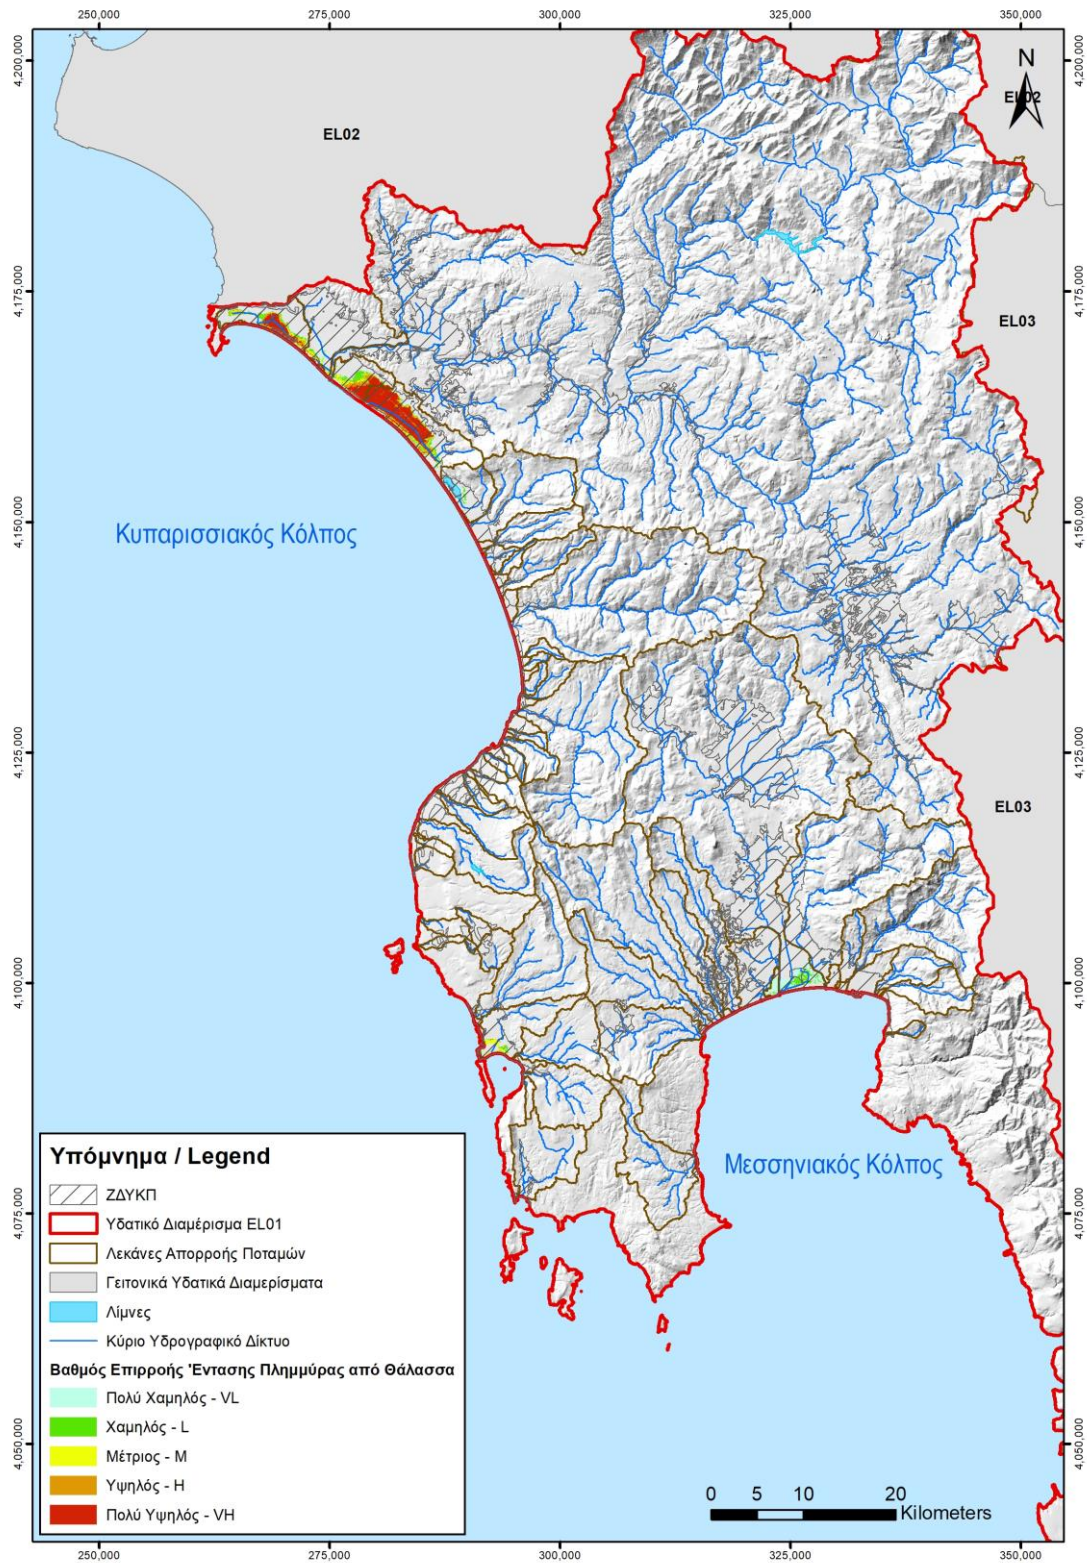 250,000 275,000 300,000 325,000 350,000
4,200,000 4,200,000
N
EL02
EL02
4,175,000 4,175,000
EL03
4,150,000 4,150,000
Κυπαρισσιακός Κόλπος
4,125,000 4,125,000
EL03
4,100,000 4,100,000
Μεσσηνιακός Κόλπος
4,075,000 4,075,000
4,050,000 4,050,000
Υπόμνημα / Legend
ΖΔΥΚΠ
Υδατικό Διαμέρισμα EL01
Λεκάνες Απορροής Ποταμών
Γειτονικά Υδατικά Διαμερίσματα
Λίμνες
Κύριο Υδρογραφικό Δίκτυο
Βαθμός Επιρροής 'Εντασης Πλημμύρας από Θάλασσα
Πολύ Χαμηλός - VL
Χαμηλός - L
Μέτριος - M
Υψηλός - H
Πολύ Υψηλός - VH
0 5 10 20
Kilometers
250,000 275,000 300,000 325,000 350,000